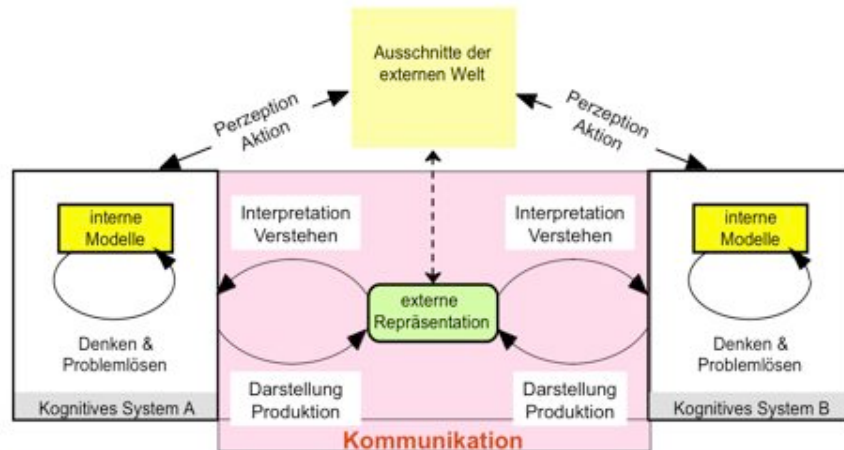 Ausschnitte der
externen Welt
Perzeption
Aktion
Perzeption
Aktion
interne
Modelle
Denken &
Problemlösen
Kognitives System A
Interpretation
Verstehen
externe
Repräsentation
Darstellung
Produktion
Interpretation
Verstehen
Darstellung
Produktion
Kommunikation
interne
Modelle
Denken &
Problemlösen
Kognitives System B